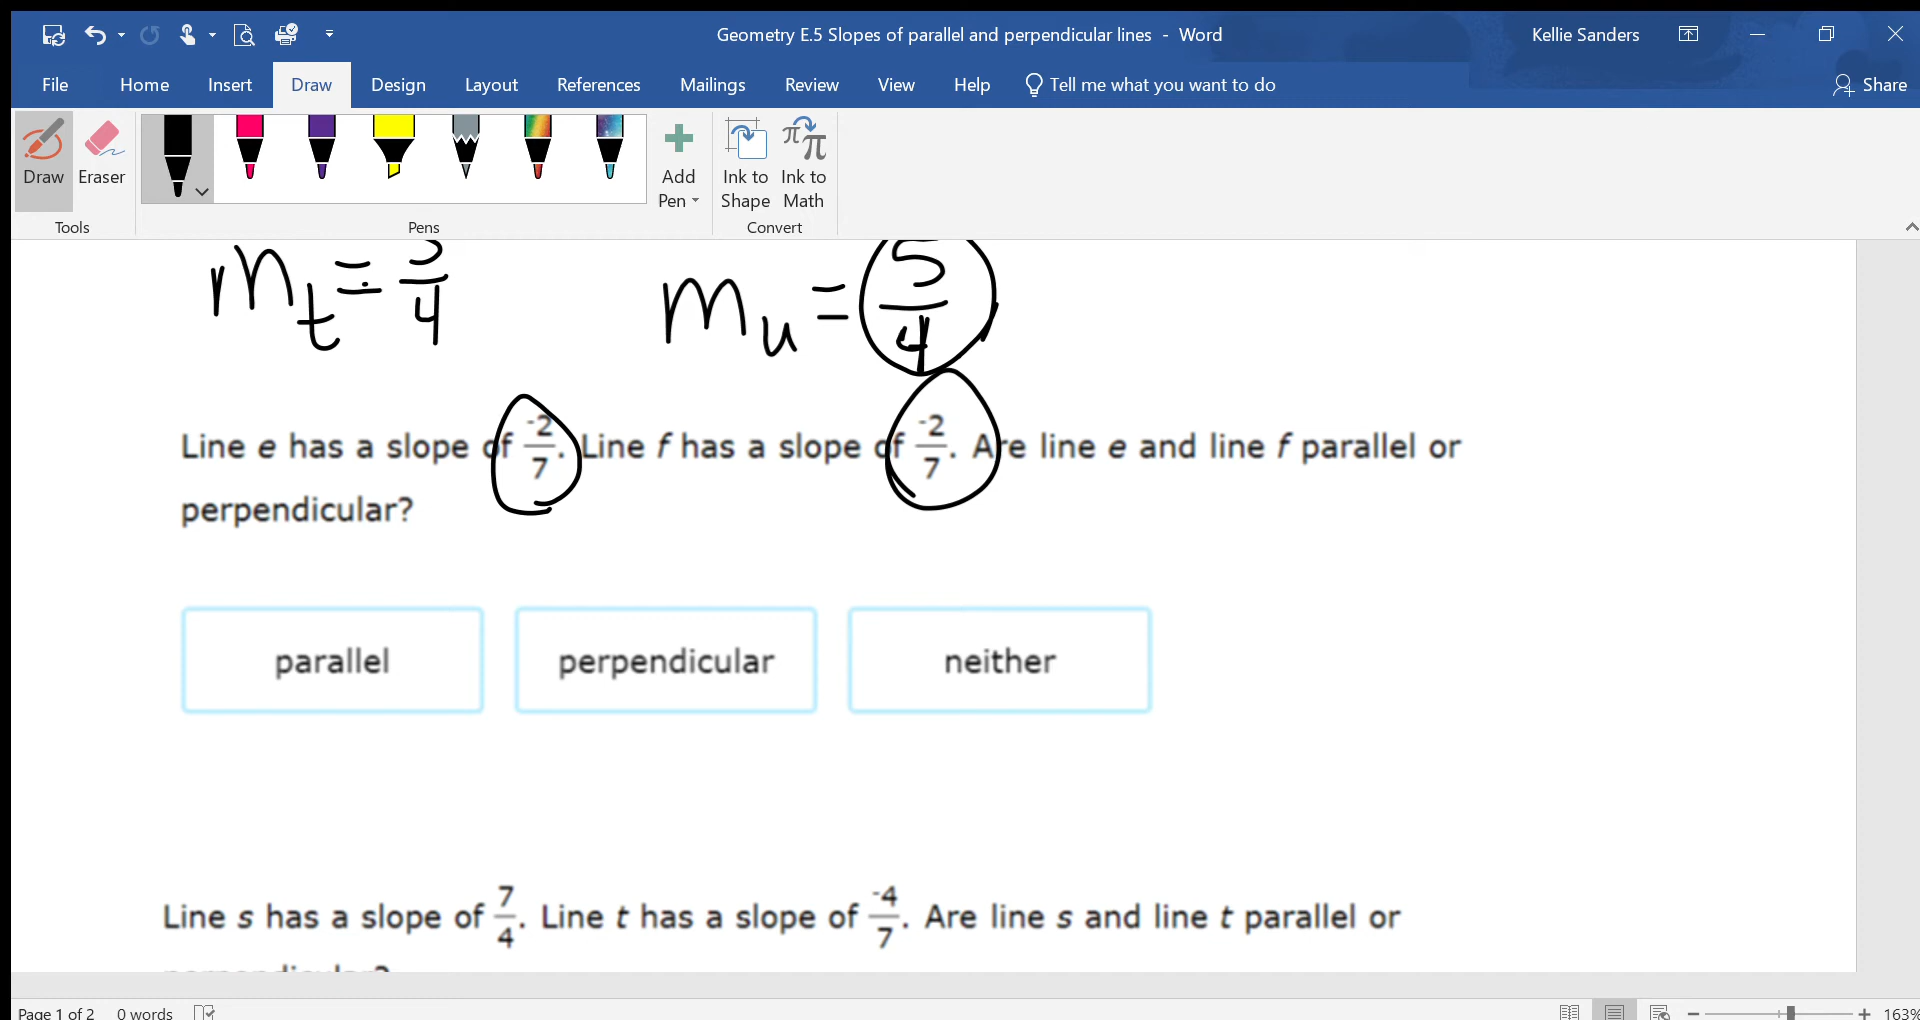 Geometry E.5 Slopes of parallel and perpendicular lines - Word
Kellie Sanders
File Home Insert Draw Design Layout References Mailings Review View Help Tell me what you want to do Share
Draw Eraser Add Pen Ink to Shape Ink to Math
Tools Pens Convert
m_t = /4
m_u = 5/4
Line e has a slope of -2/7. Line f has a slope of -2/7. Are line e and line f parallel or
perpendicular?
parallel perpendicular neither
Line s has a slope of 7/4. Line t has a slope of -4/7. Are line s and line t parallel or
Page 1 of 2 0 words 163%